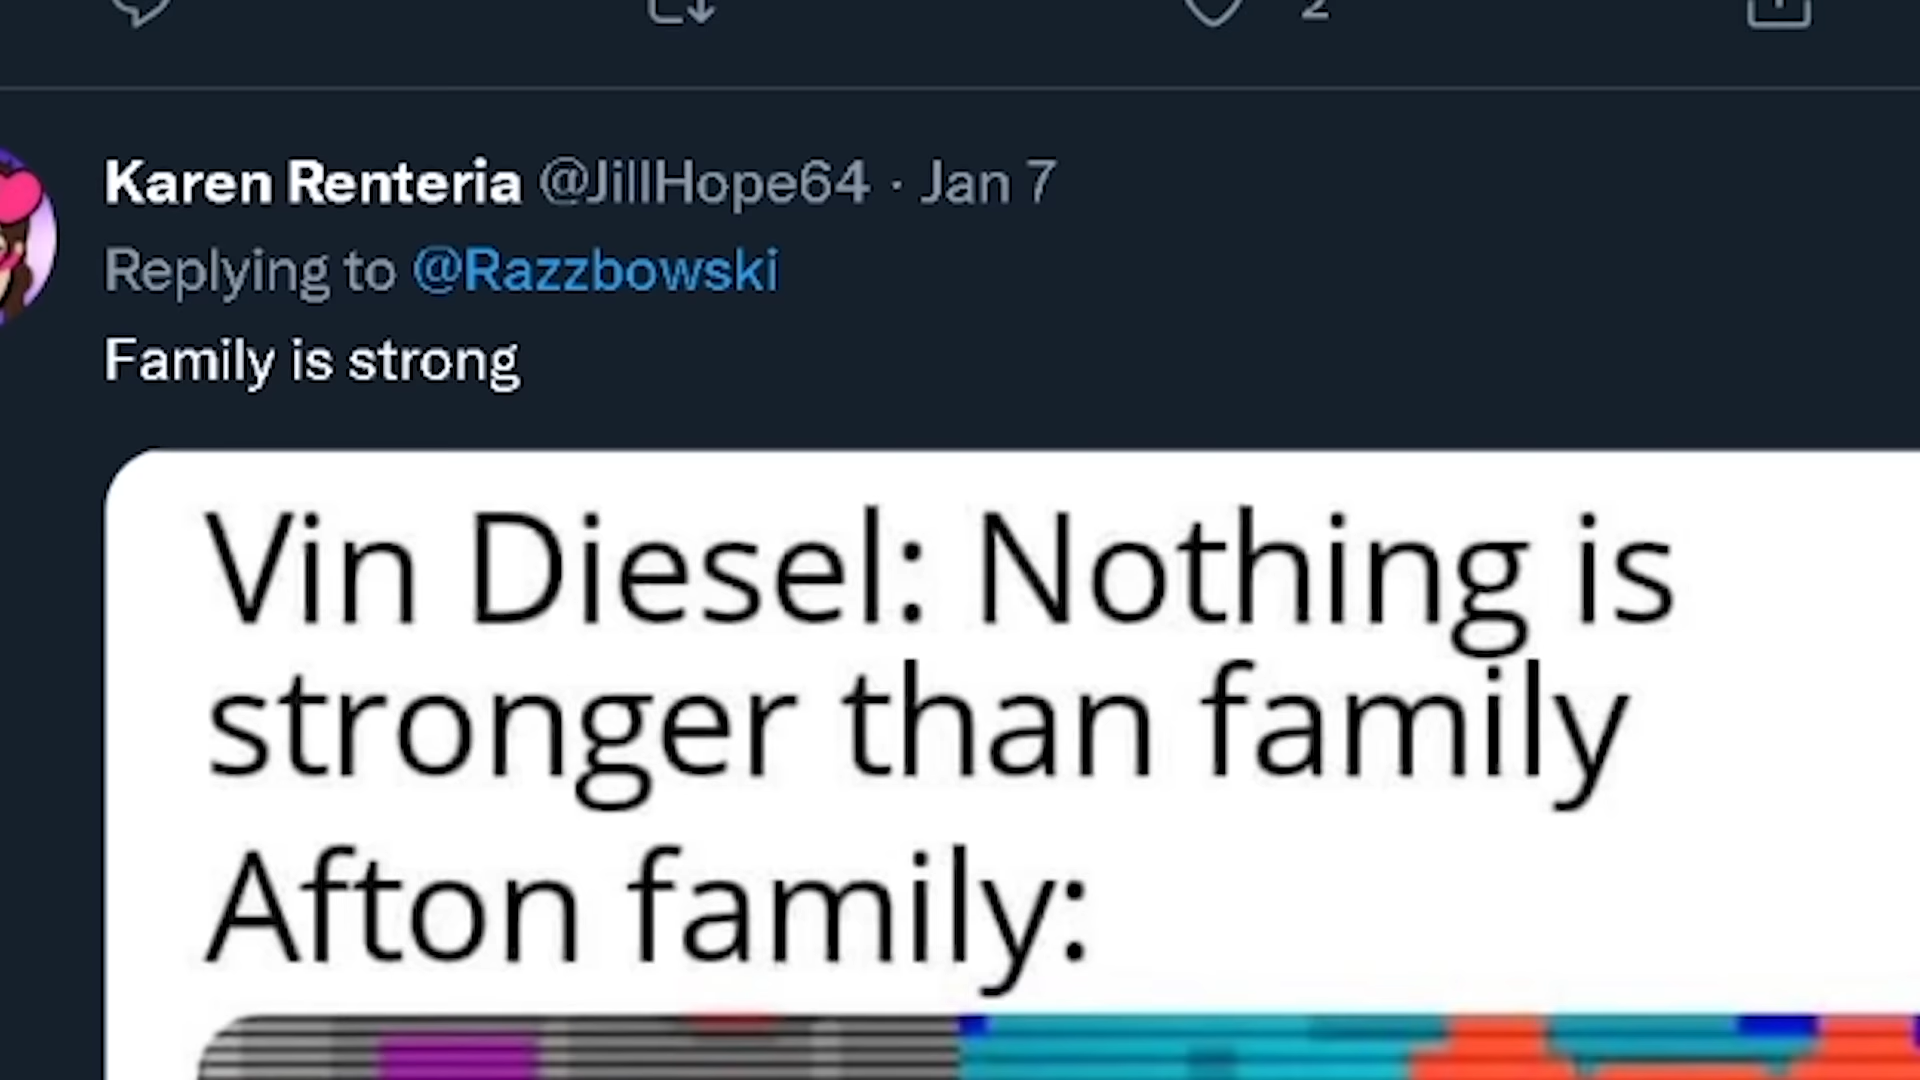 2
Karen Renteria @JillHope64 · Jan 7
Replying to @Razzbowski
Family is strong
Vin Diesel: Nothing is
stronger than family
Afton family: